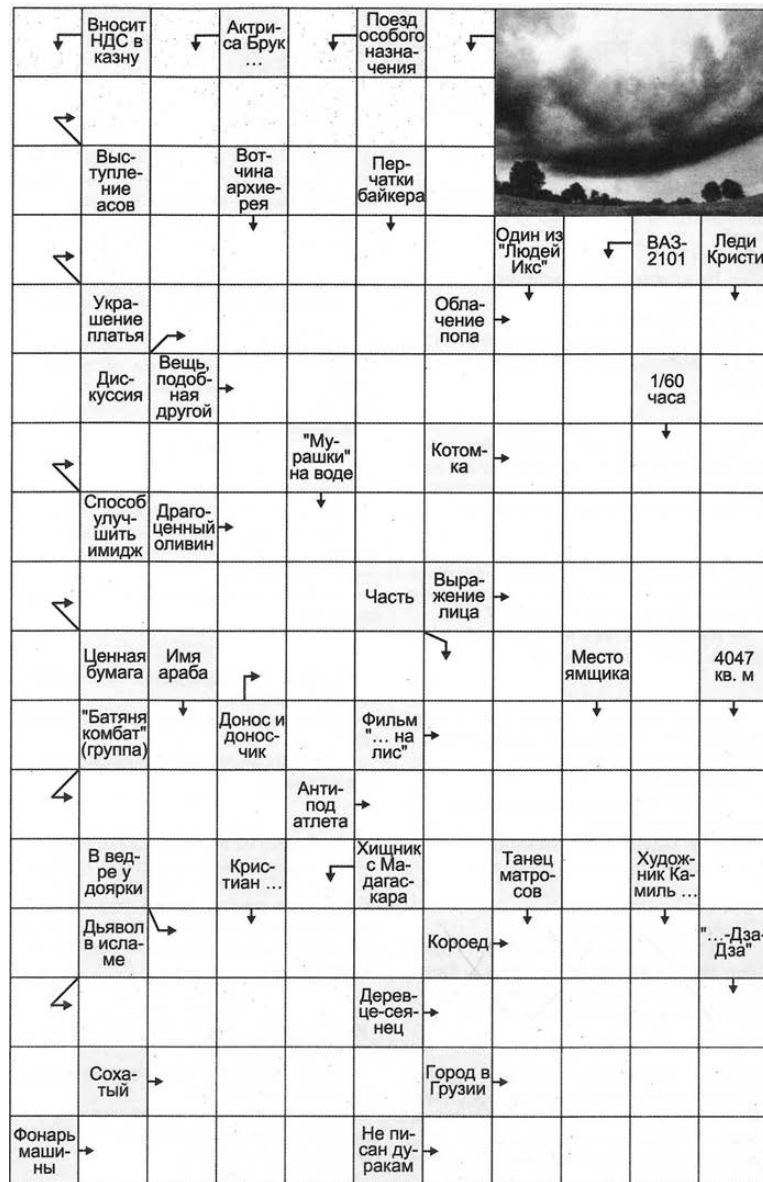 Вносит
НДС в
казну
Актри-
са Брук
...
Поезд
особого
назна-
чения
Выс-
тупле-
ние
асов
Вот-
чина
архие-
рея
Пер-
чатки
байкера
Один из
"Людей
Икс"
ВАЗ-
2101
Леди
Кристи
Укра-
шение
платья
Обла-
чение
попа
Дис-
куссия
Вещь,
подоб-
ная
другой
1/60
часа
"Му-
рашки"
на воде
Котом-
ка
Способ
улуч-
шить
имидж
Драго-
ценный
оливин
Часть
Выра-
жение
лица
Ценная
бумага
Имя
араба
Место
ямщика
4047
кв. м
"Батяня
комбат"
(группа)
Донос и
донос-
чик
Фильм
"... на
лис"
Анти-
под
атлета
В вед-
ре у
доярки
Крис-
тиан ...
Хищник
с Ма-
дагас-
кара
Танец
матро-
сов
Худож-
ник Ка-
миль ...
Дьявол
в исла-
ме
Короед
"...-Дза-
Дза"
Дерев-
це-се-
янец
Соха-
тый
Город в
Грузии
Фонарь
маши-
ны
Не пи-
сан ду-
ракам